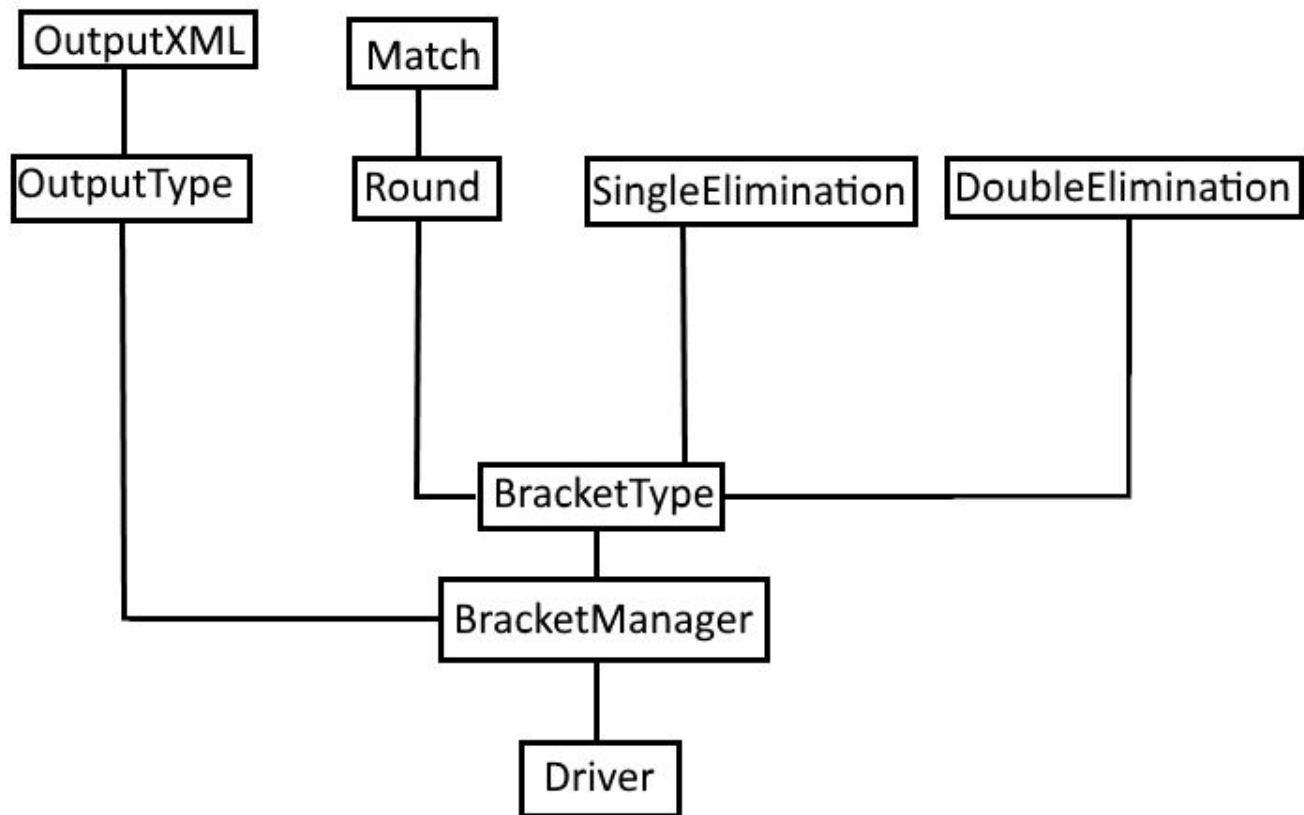 OutputXML
Match
OutputType
Round
SingleElimination
DoubleElimination
BracketType
BracketManager
Driver